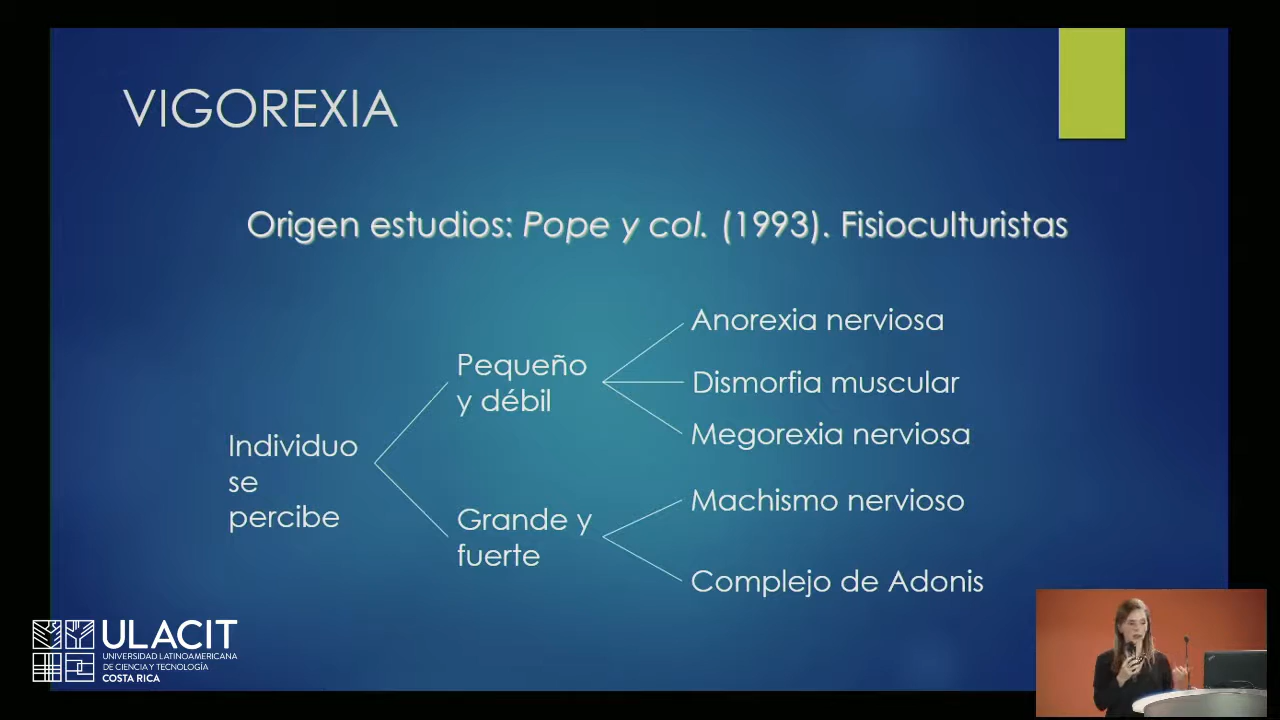 VIGOREXIA
Origen estudios: Pope y col. (1993). Fisioculturistas
Individuo
se
percibe
Pequeño
y débil
Grande y
fuerte
Anorexia nerviosa
Dismorfia muscular
Megorexia nerviosa
Machismo nervioso
Complejo de Adonis
ULACIT
UNIVERSIDAD LATINOAMERICANA
DE CIENCIA Y TECNOLOGÍA
COSTA RICA